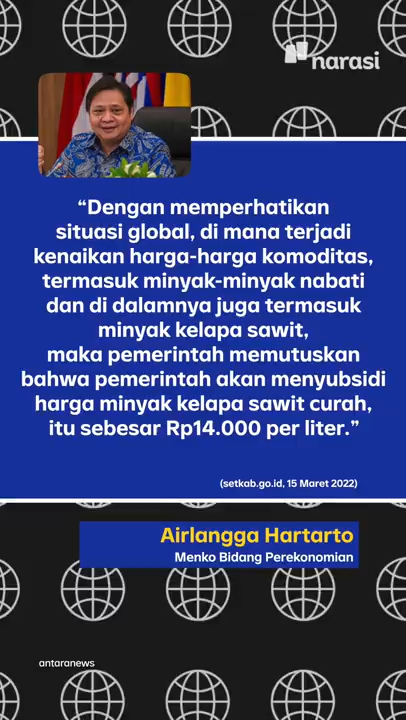 narasi
“Dengan memperhatikan
situasi global, di mana terjadi
kenaikan harga-harga komoditas,
termasuk minyak-minyak nabati
dan di dalamnya juga termasuk
minyak kelapa sawit,
maka pemerintah memutuskan
bahwa pemerintah akan menyubsidi
harga minyak kelapa sawit curah,
itu sebesar Rp14.000 per liter.”
(setkab.go.id, 15 Maret 2022)
Airlangga Hartarto
Menko Bidang Perekonomian
antaranews